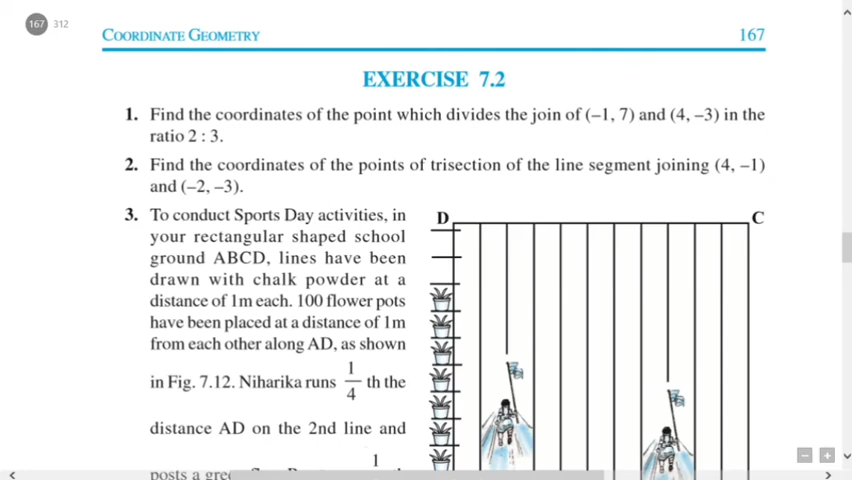 167 312
COORDINATE GEOMETRY 167
EXERCISE 7.2
1. Find the coordinates of the point which divides the join of (–1, 7) and (4, –3) in the
ratio 2 : 3.
2. Find the coordinates of the points of trisection of the line segment joining (4, –1)
and (–2, –3).
3. To conduct Sports Day activities, in
your rectangular shaped school
ground ABCD, lines have been
drawn with chalk powder at a
distance of 1m each. 100 flower pots
have been placed at a distance of 1m
from each other along AD, as shown
in Fig. 7.12. Niharika runs 1/4 th the
distance AD on the 2nd line and
posts a 1
D C